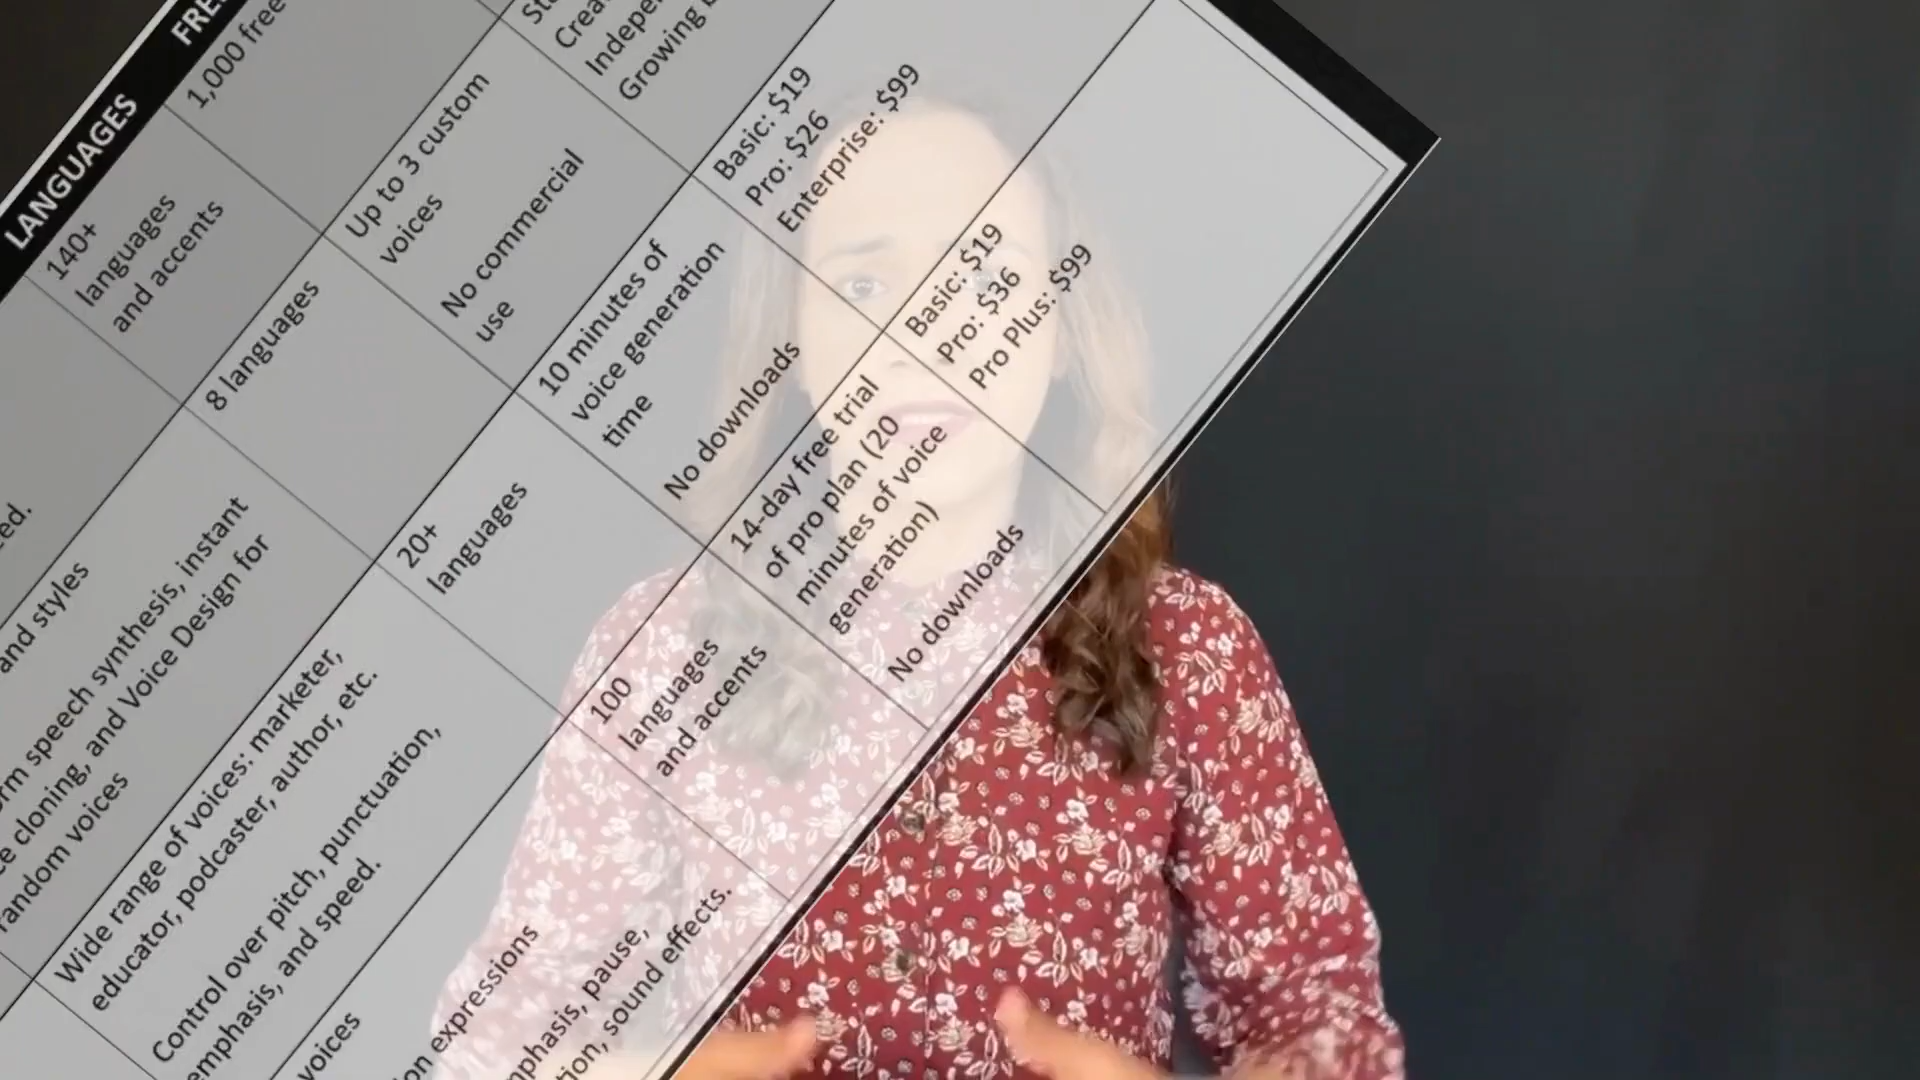 LANGUAGES
140+
languages
and accents
1,000 free
8 languages
Up to 3 custom
voices
No commercial
use
Indepe
Growing
and styles
rm speech synthesis, instant
cloning, and Voice Design for
random voices
20+
languages
10 minutes of
voice generation
time
No downloads
Basic: $19
Pro: $26
Enterprise: $99
Wide range of voices: marketer,
educator, podcaster, author, etc.
Control over pitch, punctuation,
emphasis, and speed.
100
languages
and accents
14-day free trial
of pro plan (20
minutes of voice
generation)
No downloads
Basic: $19
Pro: $36
Pro Plus: $99
voices
on expressions
mphasis, pause,
tion, sound effects.